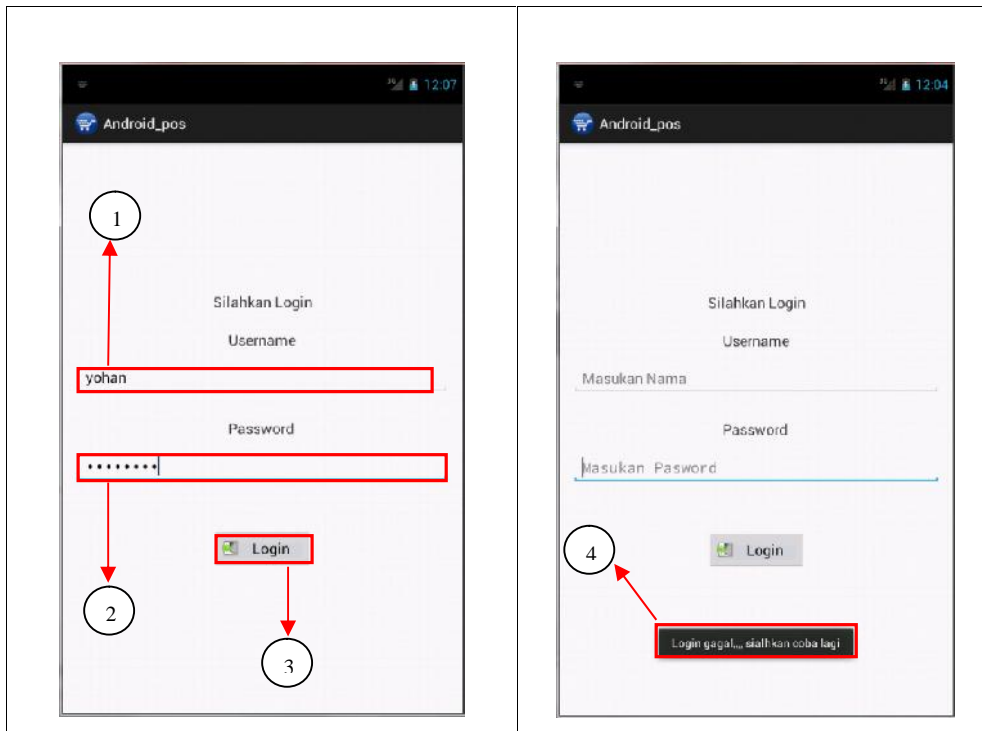 12:07
Android_pos
1
Silahkan Login
Username
yohan
Password
••••••••
Login
2
3
12:04
Android_pos
Silahkan Login
Username
Masukan Nama
Password
Masukan Pasword
Login
4
Login gagal,,, sialhkan coba lagi